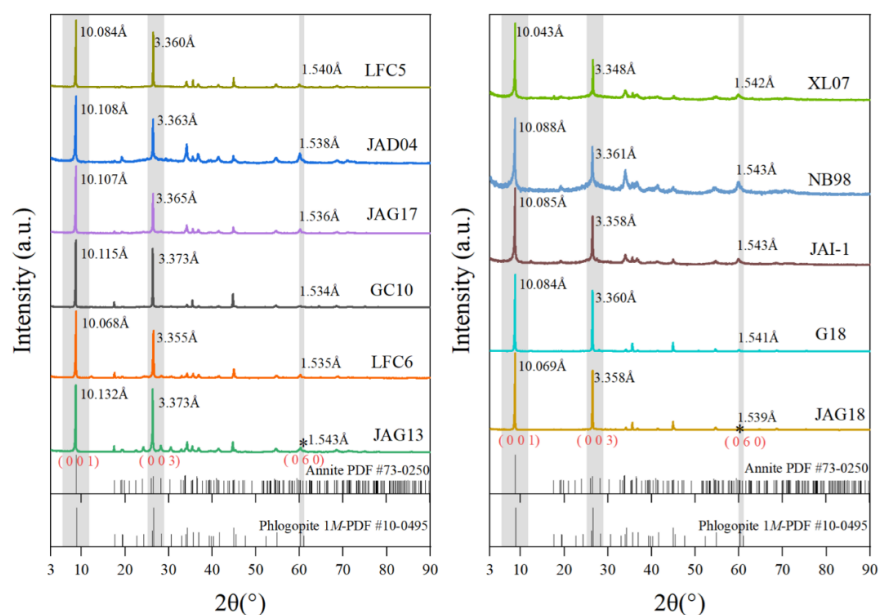 10.084Å
3.360Å
1.540Å
LFC5
10.108Å
3.363Å
1.538Å
JAD04
10.107Å
3.365Å
1.536Å
JAG17
10.115Å
3.373Å
1.534Å
GC10
10.068Å
3.355Å
1.535Å
LFC6
10.132Å
3.373Å
*1.543Å
JAG13
(0 0 1)
(0 0 3)
(0 6 0)
Annite PDF #73-0250
Phlogopite 1M-PDF #10-0495
3 10 20 30 40 50 60 70 80 90
2θ(°)
Intensity (a.u.)
10.043Å
3.348Å
1.542Å
XL07
10.088Å
3.361Å
1.543Å
NB98
10.085Å
3.358Å
1.543Å
JAI-1
10.084Å
3.360Å
1.541Å
G18
10.069Å
3.358Å
1.539Å
*
JAG18
(0 0 1)
(0 0 3)
(0 6 0)
Annite PDF #73-0250
Phlogopite 1M-PDF #10-0495
3 10 20 30 40 50 60 70 80 90
2θ(°)
Intensity (a.u.)